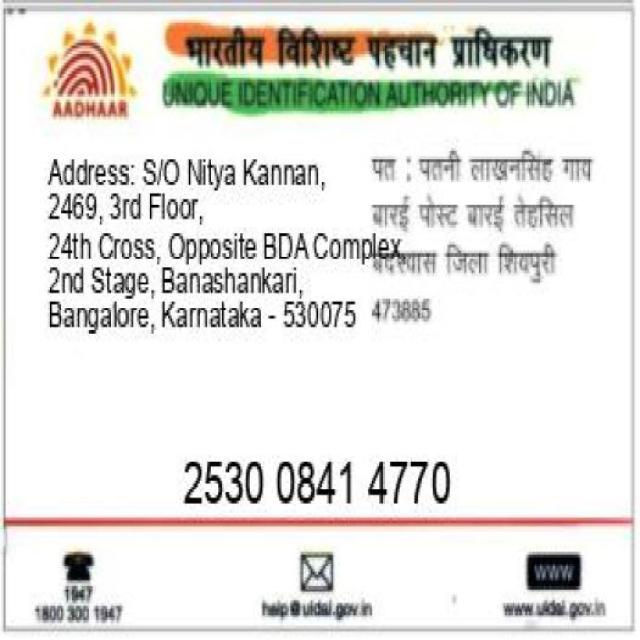 भारतीय विशिष्ट पहचान प्राधिकरण
AADHAAR
UNIQUE IDENTIFICATION AUTHORITY OF INDIA
Address: S/O Nitya Kannan,
2469, 3rd Floor,
24th Cross, Opposite BDA Complex,
2nd Stage, Banashankari,
Bangalore, Karnataka - 530075
पत : पतनी लाखनसिंह गाव
बारई पोस्ट बारई तेहसिल
जिला शिवपुरी
473885
2530 0841 4770
1947
1800 300 1947
help@uidai.gov.in
WWW
www.uidai.gov.in